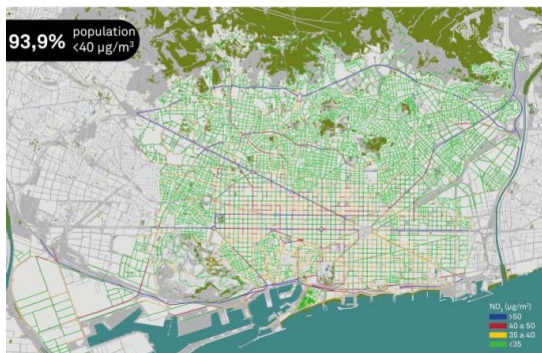 93,9%
population
<40 µg/m³
NO₂ (µg/m³)
>50
40 a 50
35 a 40
<35